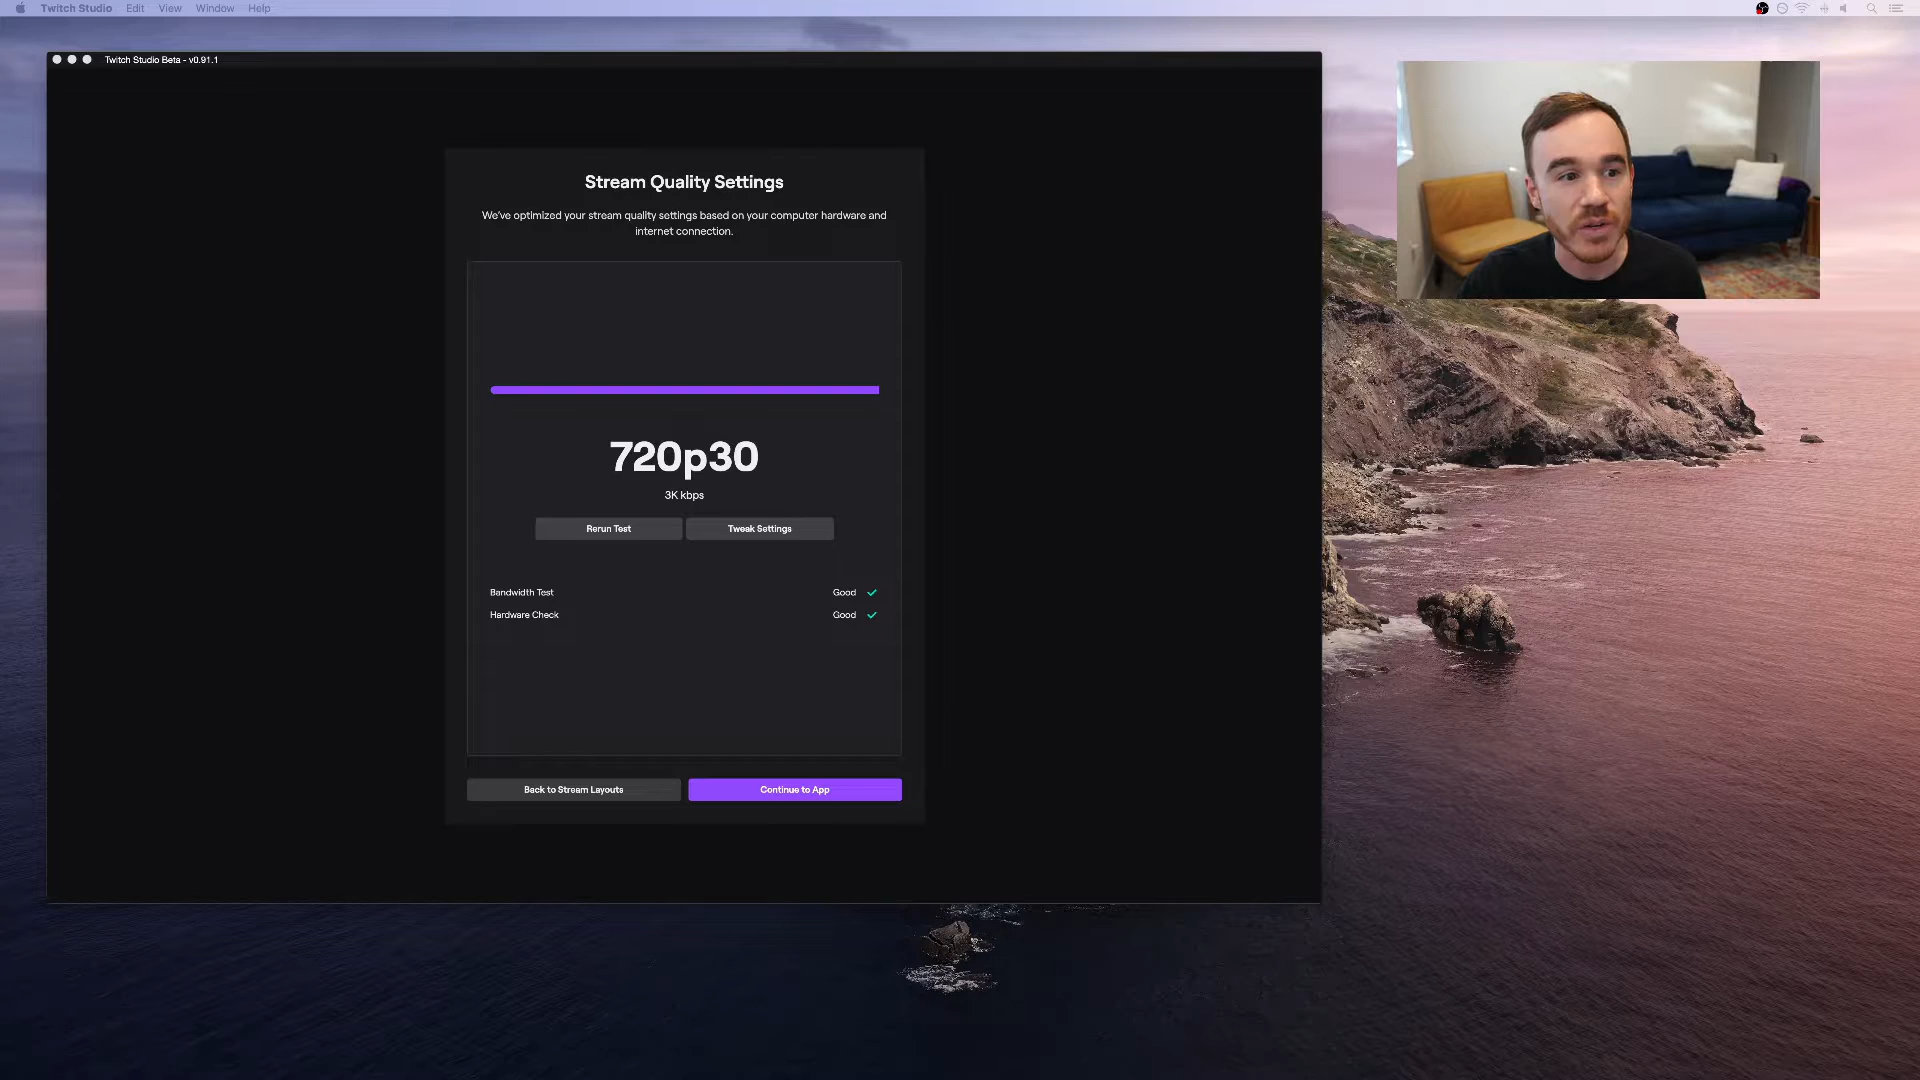 Twitch Studio Edit View Window Help
Twitch Studio Beta - v0.91.1
Stream Quality Settings
We've optimized your stream quality settings based on your computer hardware and
internet connection.
720p30
3K kbps
Rerun Test Tweak Settings
Bandwidth Test Good
Hardware Check Good
Back to Stream Layouts Continue to App